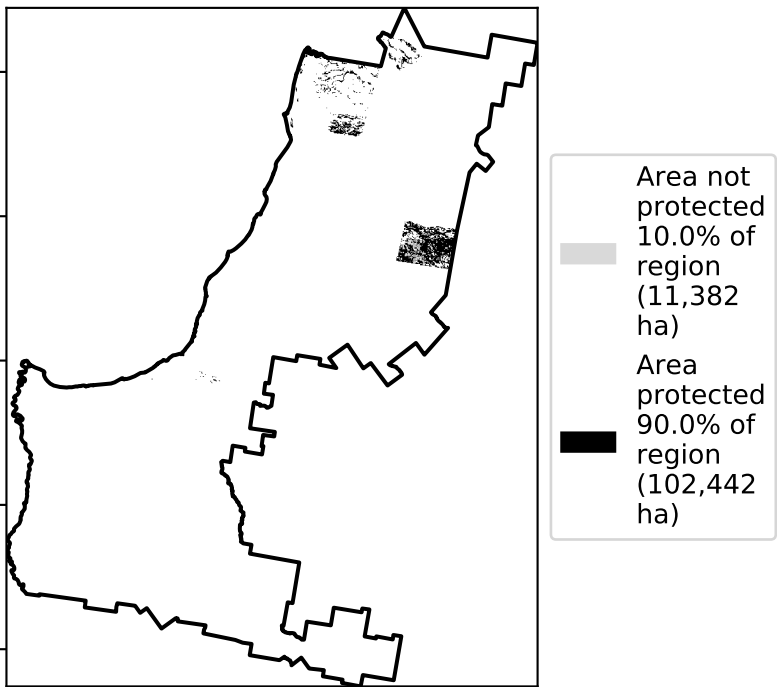 Area not
protected
10.0% of
region
(11,382
ha)
Area
protected
90.0% of
region
(102,442
ha)